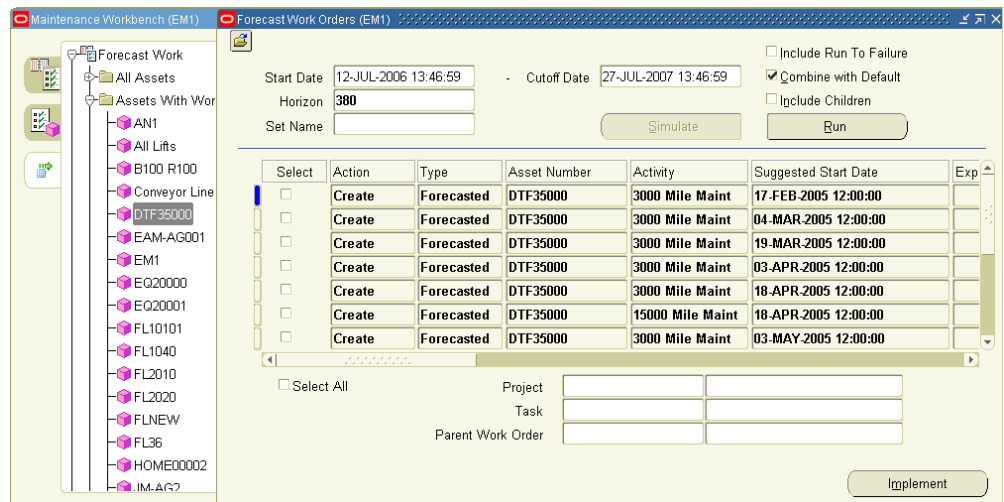 Maintenance Workbench (EM1)
Forecast Work
All Assets
Assets With Wor
AN1
All Lifts
B100 R100
Conveyor Line
DTF35000
EAM-AG001
EM1
EQ20000
EQ20001
FL10101
FL1040
FL2010
FL2020
FLNEW
FL36
HOME00002
JM-AG2
Forecast Work Orders (EM1)
Start Date 12-JUL-2006 13:46:59 - Cutoff Date 27-JUL-2007 13:46:59
Horizon 380
Set Name
Include Run To Failure
Combine with Default
Include Children
Simulate Run
Select Action Type Asset Number Activity Suggested Start Date Exp
Create Forecasted DTF35000 3000 Mile Maint 17-FEB-2005 12:00:00
Create Forecasted DTF35000 3000 Mile Maint 04-MAR-2005 12:00:00
Create Forecasted DTF35000 3000 Mile Maint 19-MAR-2005 12:00:00
Create Forecasted DTF35000 3000 Mile Maint 03-APR-2005 12:00:00
Create Forecasted DTF35000 3000 Mile Maint 18-APR-2005 12:00:00
Create Forecasted DTF35000 15000 Mile Maint 18-APR-2005 12:00:00
Create Forecasted DTF35000 3000 Mile Maint 03-MAY-2005 12:00:00
Select All
Project
Task
Parent Work Order
Implement